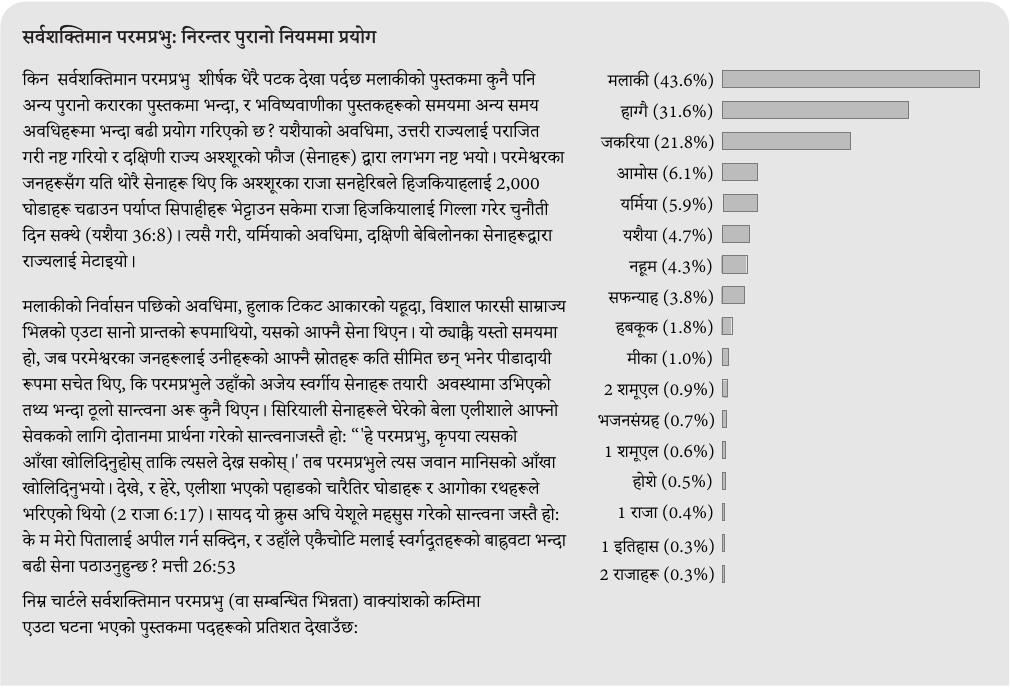 सर्वशक्तिमान परमप्रभु: निरन्तर पुरानो नियममा प्रयोग
किन सर्वशक्तिमान परमप्रभु शीर्षक धेरै पटक देखा पर्दछ मलाकीको पुस्तकमा कुनै पनि
अन्य पुरानो करारका पुस्तकमा भन्दा, र भविष्यवाणीका पुस्तकहरूको समयमा अन्य समय
अवधिहरूमा भन्दा बढी प्रयोग गरिएको छ? यशैयाको अवधिमा, उत्तरी राज्यलाई पराजित
गरी नष्ट गरियो र दक्षिणी राज्य अश्शूरको फौज (सेनाहरू) द्वारा लगभग नष्ट भयो। परमेश्वरका
जनहरूसँग यति थोरै सेनाहरू थिए कि अश्शूरका राजा सनहेरिबले हिजकियाहलाई 2,000
घोडाहरू चढाउन पर्याप्त सिपाहीहरू भेट्टाउन सकेमा राजा हिजकियालाई गिल्ला गरेर चुनौती
दिन सक्थे (यशैया 36:8)। त्यसै गरी, यर्मियाको अवधिमा, दक्षिणी बेबिलोनका सेनाहरूद्वारा
राज्यलाई मेटाइयो।
मलाकीको निर्वासन पछिको अवधिमा, हुलाक टिकट आकारको यहूदा, विशाल फारसी साम्राज्य
भित्रको एउटा सानो प्रान्तको रूपमाथियो, यसको आफ्नै सेना थिएन। यो ठ्याक्कै यस्तो समयमा
हो, जब परमेश्वरका जनहरूलाई उनीहरूको आफ्नै स्रोतहरू कति सीमित छन् भनेर पीडादायी
रूपमा सचेत थिए, कि परमप्रभुले उहाँको अजेय स्वर्गीय सेनाहरू तयारी अवस्थामा उभिएको
तथ्य भन्दा ठूलो सान्त्वना अरू कुनै थिएन। सिरियाली सेनाहरूले घेरेको बेला एलीशाले आफ्नो
सेवकको लागि दोतानमा प्रार्थना गरेको सान्त्वनाजस्तै हो: “'हे परमप्रभु, कृपया त्यसको
आँखा खोलिदिनुहोस् ताकि त्यसले देख्न सकोस्।' तब परमप्रभुले त्यस जवान मानिसको आँखा
खोलिदिनुभयो। देखे, र हेरे, एलीशा भएको पहाडको चारैतिर घोडाहरू र आगोका रथहरूले
भरिएको थियो (2 राजा 6:17)। सायद यो क्रुस अघि येशूले महसुस गरेको सान्त्वना जस्तै हो:
के म मेरो पितालाई अपील गर्न सक्दिन, र उहाँले एकैचोटि मलाई स्वर्गदूतहरूको बाह्रवटा भन्दा
बढी सेना पठाउनुहुन्छ? मत्ती 26:53
निम्न चार्टले सर्वशक्तिमान परमप्रभु (वा सम्बन्धित भिन्नता) वाक्यांशको कम्तिमा
एउटा घटना भएको पुस्तकमा पदहरूको प्रतिशत देखाउँछ:
मलाकी (43.6%)
हाग्गै (31.6%)
जकरिया (21.8%)
आमोस (6.1%)
यर्मिया (5.9%)
यशैया (4.7%)
नहूम (4.3%)
सफन्याह (3.8%)
हबकूक (1.8%)
मीका (1.0%)
2 शमूएल (0.9%)
भजनसंग्रह (0.7%)
1 शमूएल (0.6%)
होशे (0.5%)
1 राजा (0.4%)
1 इतिहास (0.3%)
2 राजाहरू (0.3%)